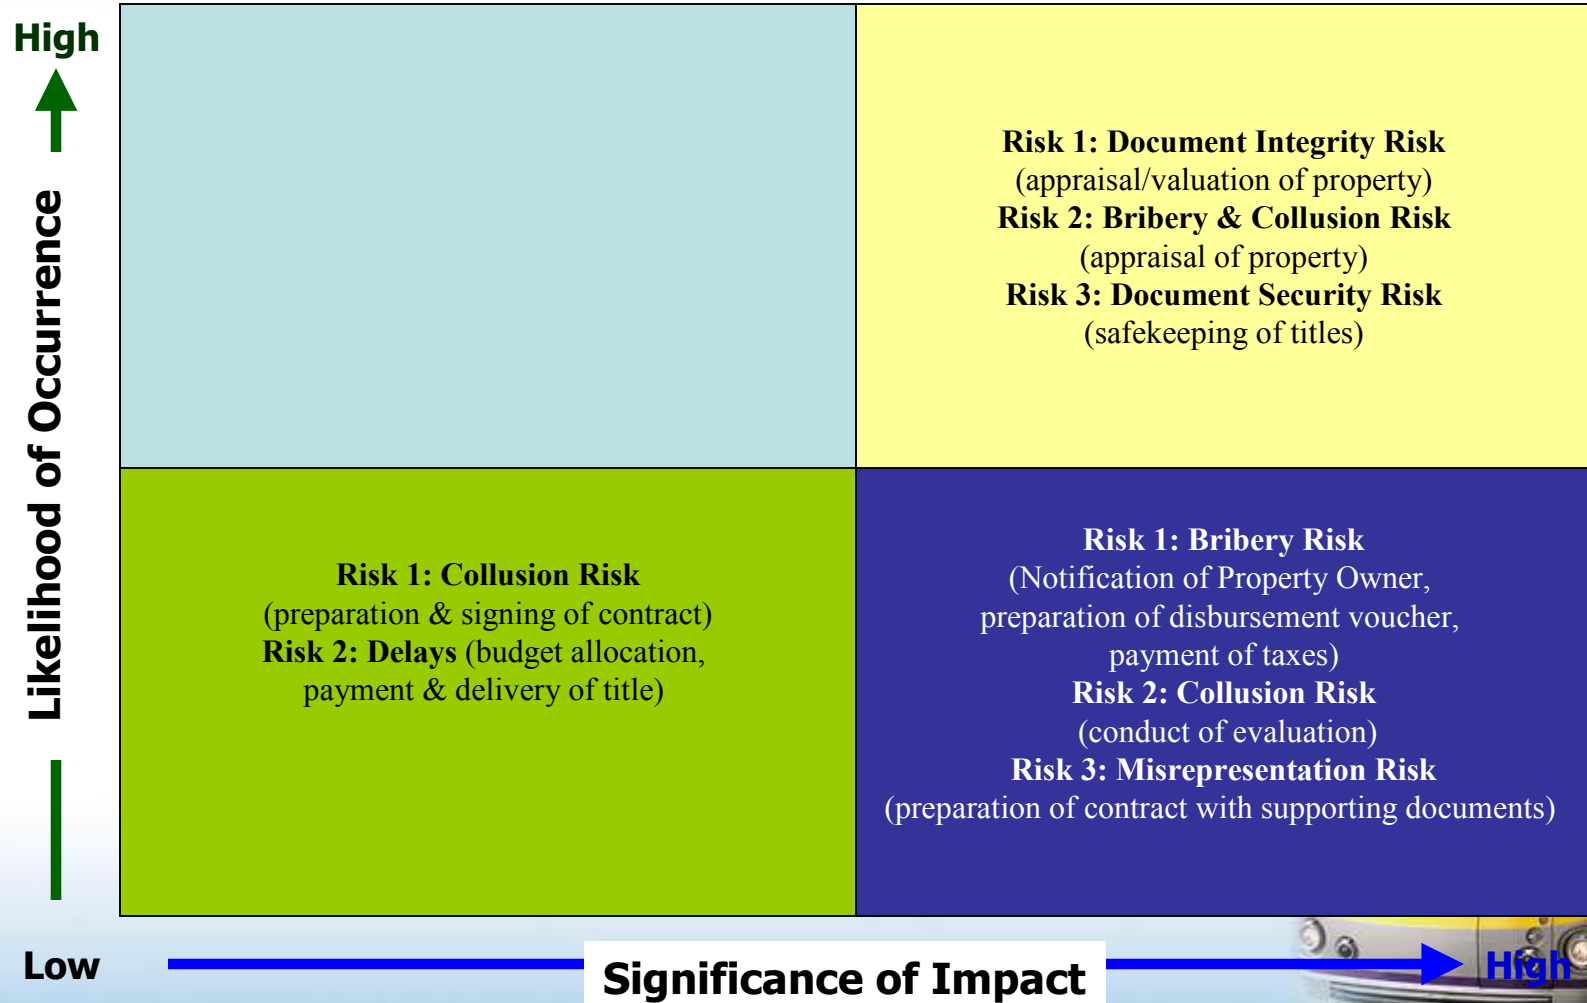 High
Likelihood of Occurrence
Risk 1: Document Integrity Risk
(appraisal/valuation of property)
Risk 2: Bribery & Collusion Risk
(appraisal of property)
Risk 3: Document Security Risk
(safekeeping of titles)
Risk 1: Collusion Risk
(preparation & signing of contract)
Risk 2: Delays (budget allocation,
payment & delivery of title)
Risk 1: Bribery Risk
(Notification of Property Owner,
preparation of disbursement voucher,
payment of taxes)
Risk 2: Collusion Risk
(conduct of evaluation)
Risk 3: Misrepresentation Risk
(preparation of contract with supporting documents)
Low
Significance of Impact
High